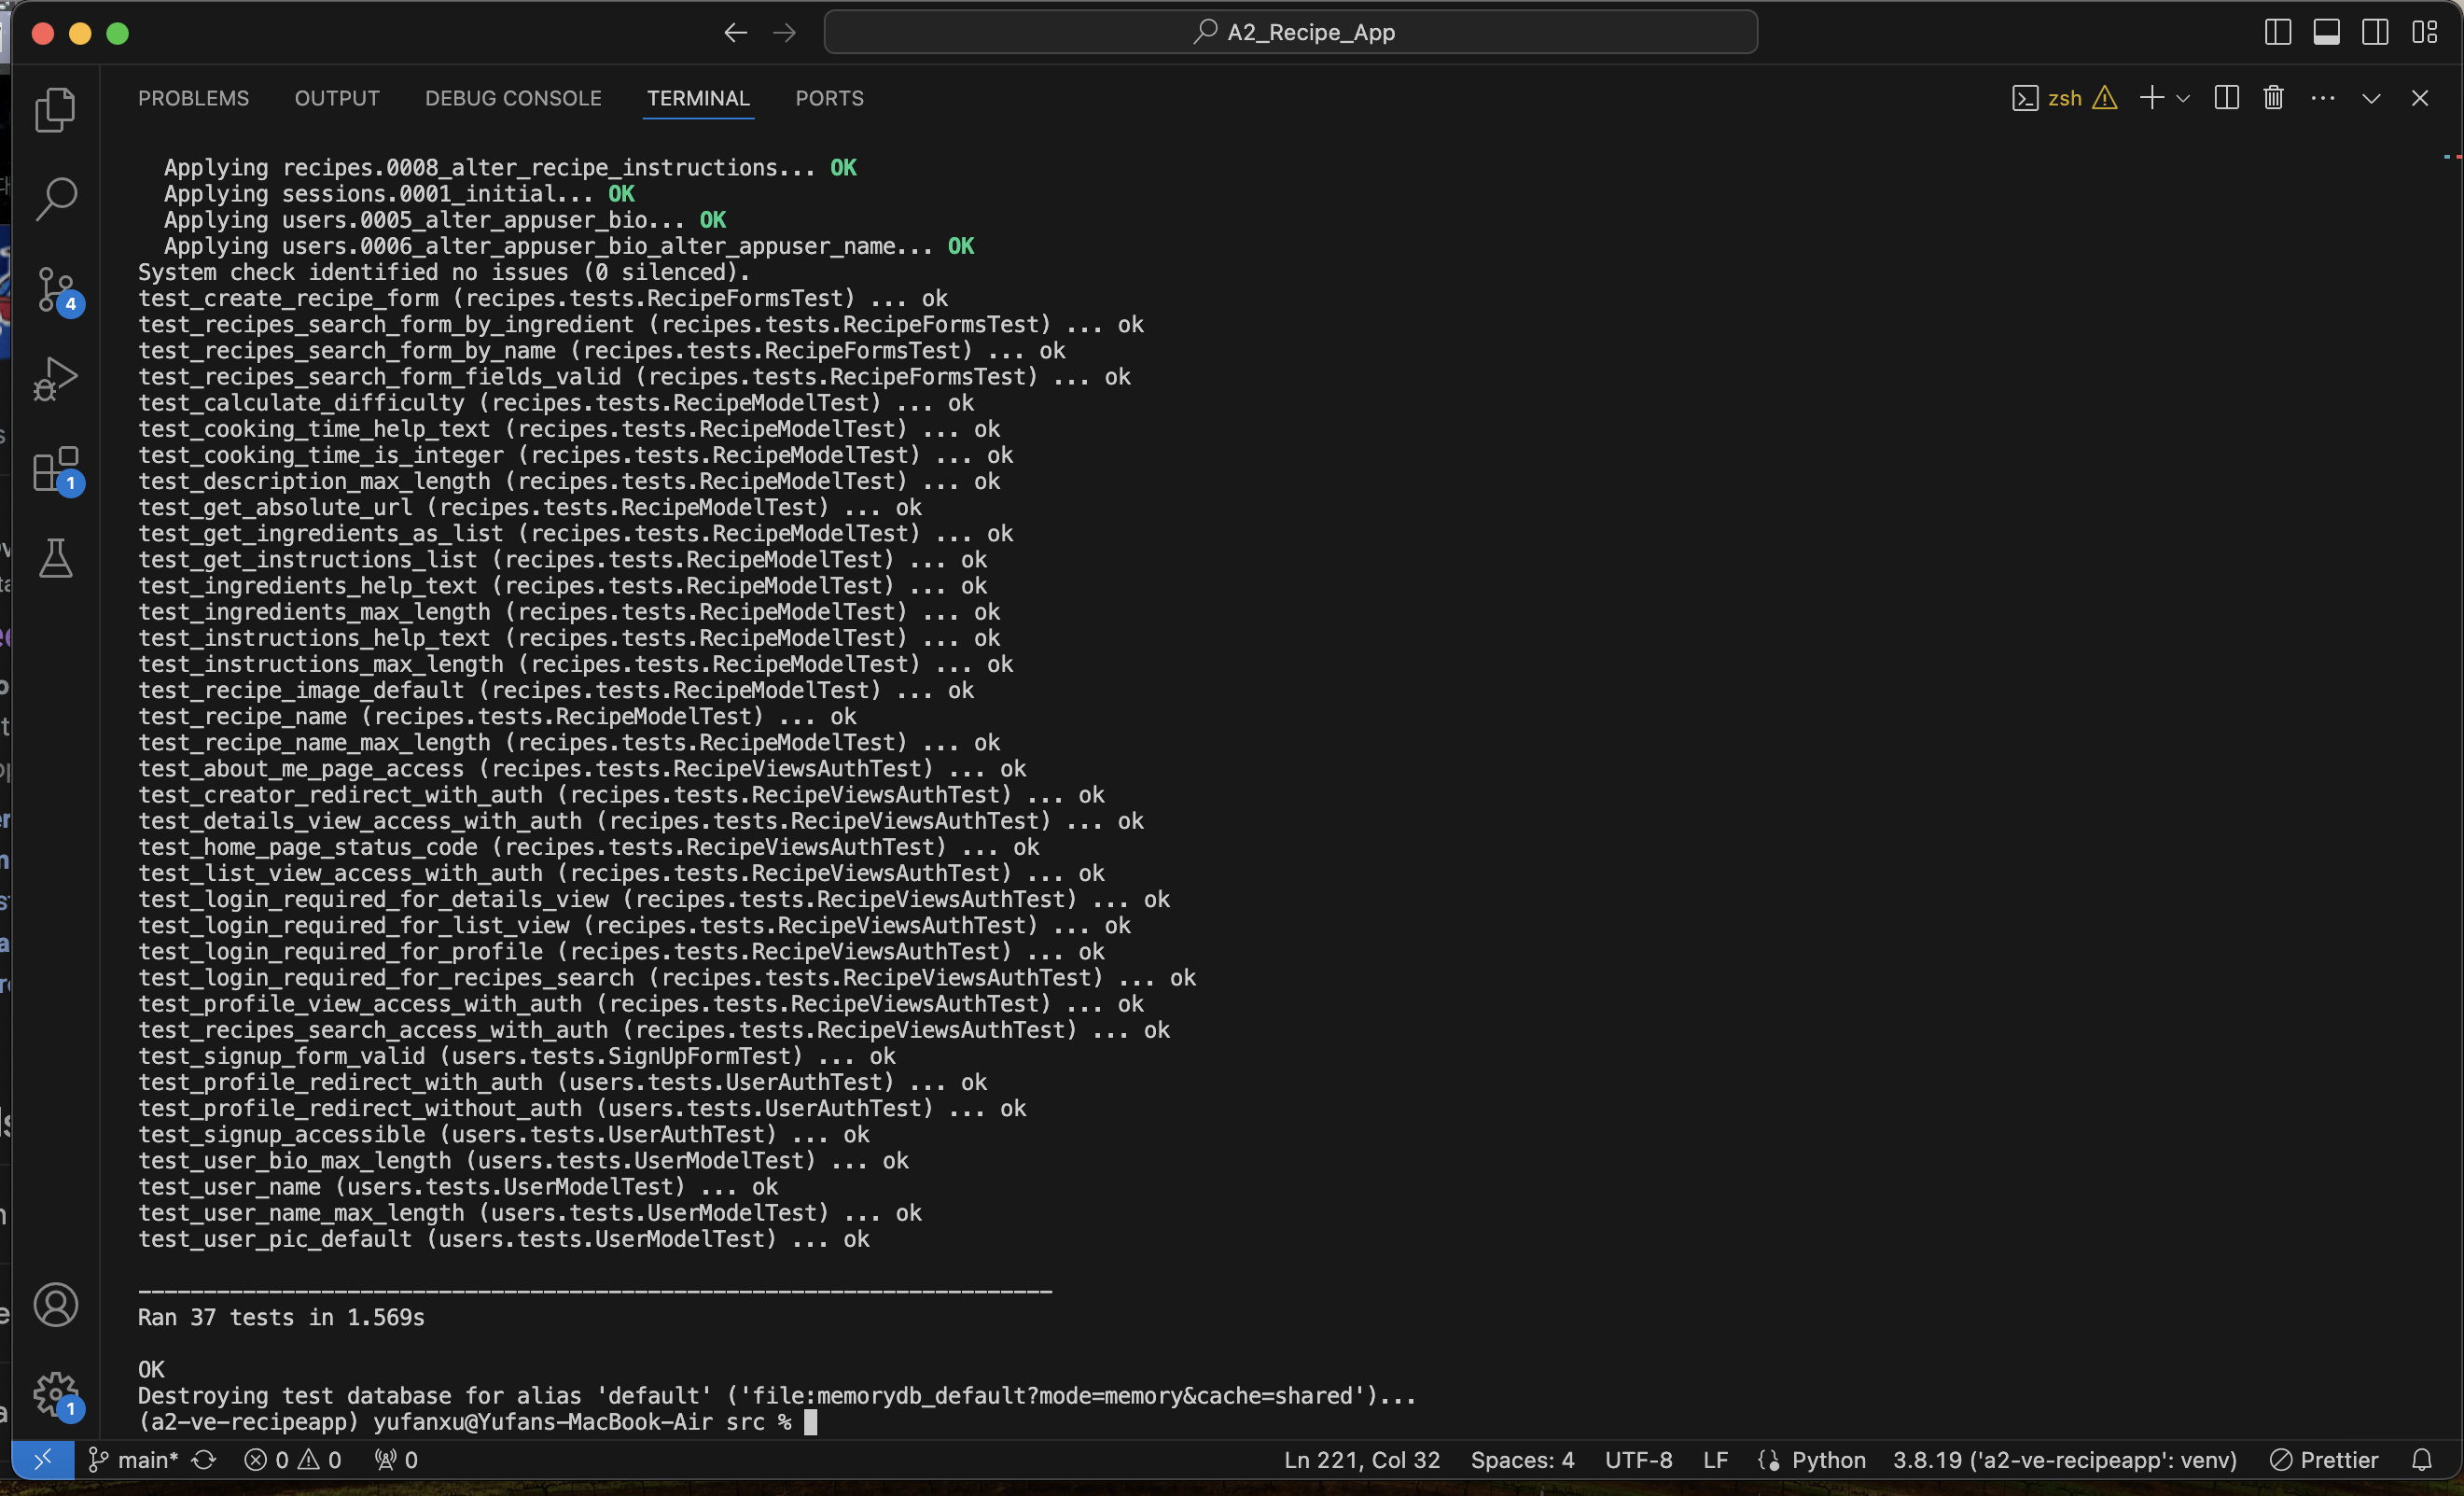 A2_Recipe_App
PROBLEMS OUTPUT DEBUG CONSOLE TERMINAL PORTS zsh
Applying recipes.0008_alter_recipe_instructions... OK
Applying sessions.0001_initial... OK
Applying users.0005_alter_appuser_bio... OK
Applying users.0006_alter_appuser_bio_alter_appuser_name... OK
System check identified no issues (0 silenced).
test_create_recipe_form (recipes.tests.RecipeFormsTest) ... ok
test_recipes_search_form_by_ingredient (recipes.tests.RecipeFormsTest) ... ok
test_recipes_search_form_by_name (recipes.tests.RecipeFormsTest) ... ok
test_recipes_search_form_fields_valid (recipes.tests.RecipeFormsTest) ... ok
test_calculate_difficulty (recipes.tests.RecipeModelTest) ... ok
test_cooking_time_help_text (recipes.tests.RecipeModelTest) ... ok
test_cooking_time_is_integer (recipes.tests.RecipeModelTest) ... ok
test_description_max_length (recipes.tests.RecipeModelTest) ... ok
test_get_absolute_url (recipes.tests.RecipeModelTest) ... ok
test_get_ingredients_as_list (recipes.tests.RecipeModelTest) ... ok
test_get_instructions_list (recipes.tests.RecipeModelTest) ... ok
test_ingredients_help_text (recipes.tests.RecipeModelTest) ... ok
test_ingredients_max_length (recipes.tests.RecipeModelTest) ... ok
test_instructions_help_text (recipes.tests.RecipeModelTest) ... ok
test_instructions_max_length (recipes.tests.RecipeModelTest) ... ok
test_recipe_image_default (recipes.tests.RecipeModelTest) ... ok
test_recipe_name (recipes.tests.RecipeModelTest) ... ok
test_recipe_name_max_length (recipes.tests.RecipeModelTest) ... ok
test_about_me_page_access (recipes.tests.RecipeViewsAuthTest) ... ok
test_creator_redirect_with_auth (recipes.tests.RecipeViewsAuthTest) ... ok
test_details_view_access_with_auth (recipes.tests.RecipeViewsAuthTest) ... ok
test_home_page_status_code (recipes.tests.RecipeViewsAuthTest) ... ok
test_list_view_access_with_auth (recipes.tests.RecipeViewsAuthTest) ... ok
test_login_required_for_details_view (recipes.tests.RecipeViewsAuthTest) ... ok
test_login_required_for_list_view (recipes.tests.RecipeViewsAuthTest) ... ok
test_login_required_for_profile (recipes.tests.RecipeViewsAuthTest) ... ok
test_login_required_for_recipes_search (recipes.tests.RecipeViewsAuthTest) ... ok
test_profile_view_access_with_auth (recipes.tests.RecipeViewsAuthTest) ... ok
test_recipes_search_access_with_auth (recipes.tests.RecipeViewsAuthTest) ... ok
test_signup_form_valid (users.tests.SignUpFormTest) ... ok
test_profile_redirect_with_auth (users.tests.UserAuthTest) ... ok
test_profile_redirect_without_auth (users.tests.UserAuthTest) ... ok
test_signup_accessible (users.tests.UserAuthTest) ... ok
test_user_bio_max_length (users.tests.UserModelTest) ... ok
test_user_name (users.tests.UserModelTest) ... ok
test_user_name_max_length (users.tests.UserModelTest) ... ok
test_user_pic_default (users.tests.UserModelTest) ... ok
----------------------------------------------------------------------
Ran 37 tests in 1.569s
OK
Destroying test database for alias 'default' ('file:memorydb_default?mode=memory&cache=shared')...
(a2-ve-recipeapp) yufanxu@Yufans-MacBook-Air src %
4
1
1
main* 0 0 0 Ln 221, Col 32 Spaces: 4 UTF-8 LF Python 3.8.19 ('a2-ve-recipeapp': venv) Prettier